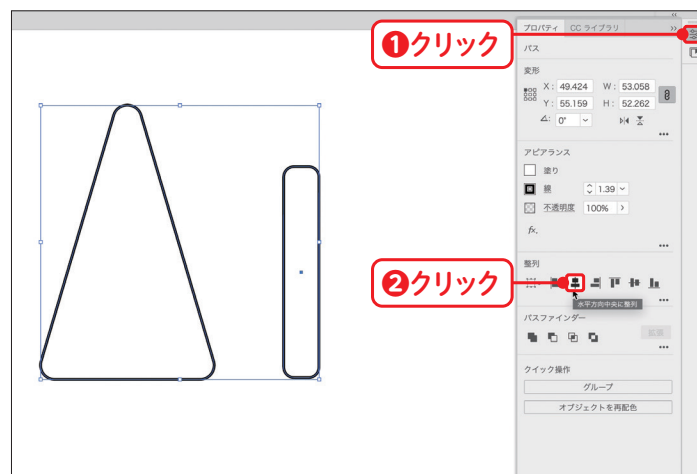 プロパティ CC ライブラリ
❶クリック
パス
変形
X: 49.424 W: 53.058
Y: 55.159 H: 52.262
0°
アピアランス
塗り
線 1.39
不透明度 100%
fx.
整列
❷クリック
水平方向中央に整列
パスファインダー
拡張
クイック操作
グループ
オブジェクトを再配色